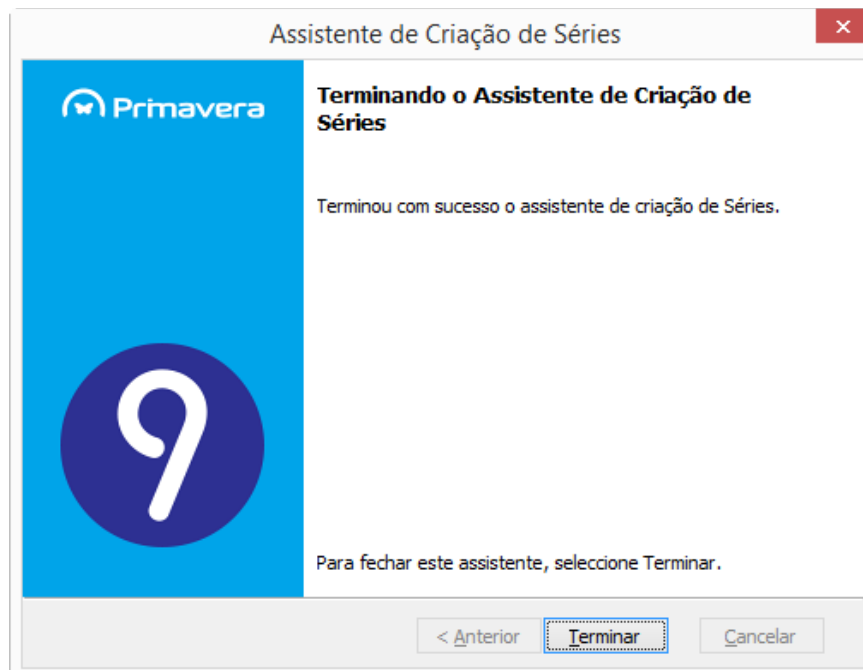 Assistente de Criação de Séries
Primavera
Terminando o Assistente de Criação de
Séries
Terminou com sucesso o assistente de criação de Séries.
9
Para fechar este assistente, seleccione Terminar.
< Anterior Terminar Cancelar